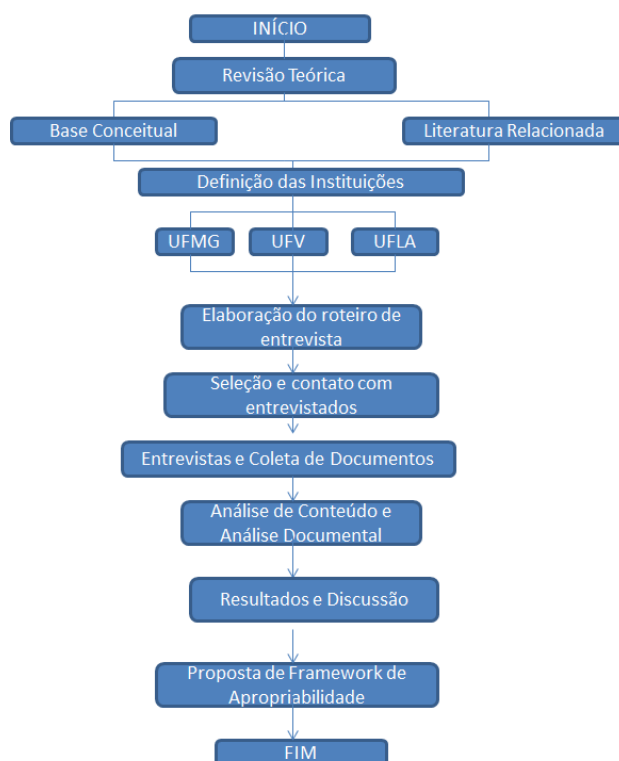 INÍCIO
Revisão Teórica
Base Conceitual
Literatura Relacionada
Definição das Instituições
UFMG
UFV
UFLA
Elaboração do roteiro de
entrevista
Seleção e contato com
entrevistados
Entrevistas e Coleta de Documentos
Análise de Conteúdo e
Análise Documental
Resultados e Discussão
Proposta de Framework de
Apropriabilidade
FIM